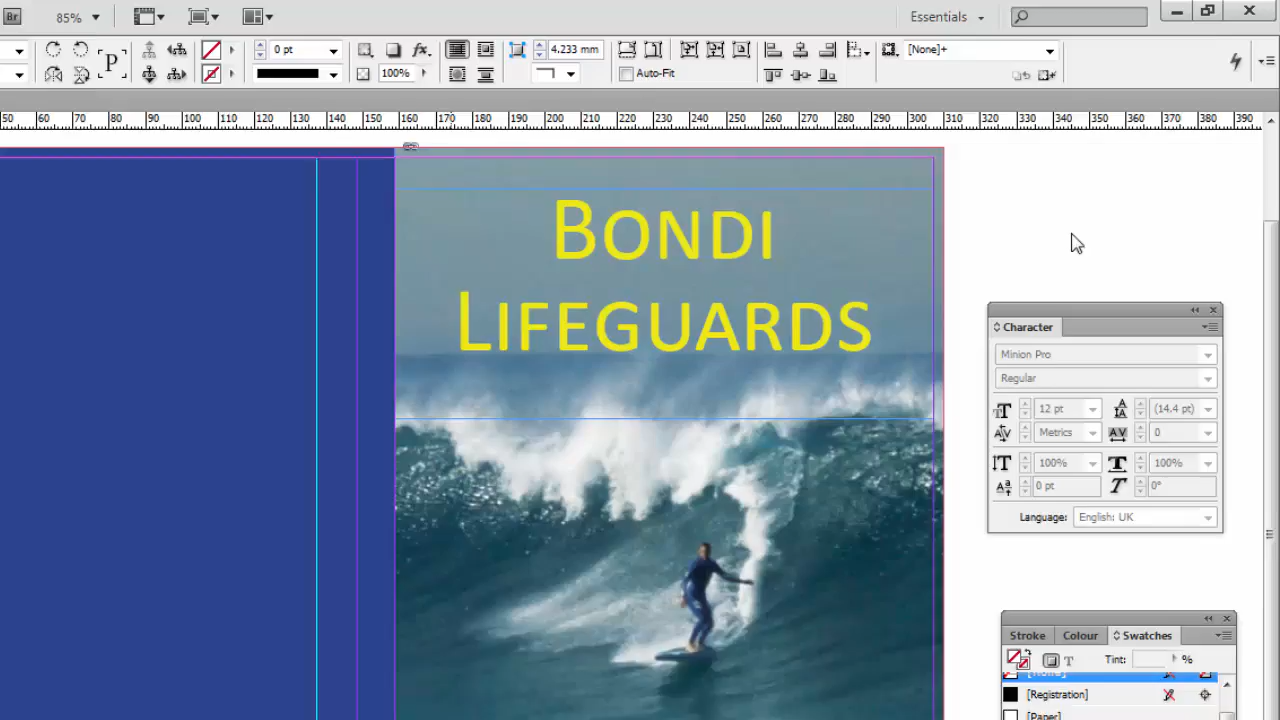 Br 85% Essentials
P 0 pt fx. 4.233 mm [None]+
100% Auto-Fit
50 60 70 80 90 100 110 120 130 140 150 160 170 180 190 200 210 220 230 240 250 260 270 280 290 300 310 320 330 340 350 360 370 380 390
BONDI
LIFEGUARDS
Character
Minion Pro
Regular
12 pt (14.4 pt)
Metrics 0
100% 100%
0 pt 0°
Language: English: UK
Stroke Colour Swatches
T Tint: %
[None]
[Registration]
[Paper]